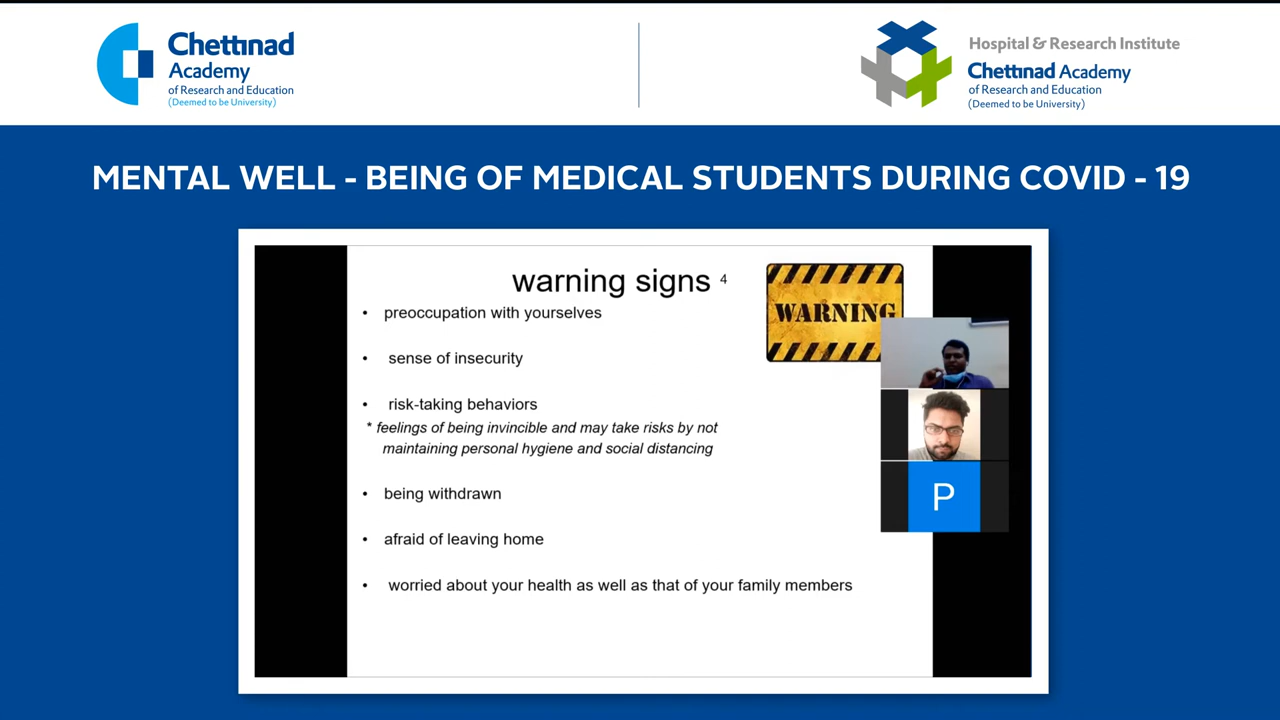 Chettinad
Academy
of Research and Education
(Deemed to be University)
Hospital & Research Institute
Chettinad Academy
of Research and Education
(Deemed to be University)
MENTAL WELL - BEING OF MEDICAL STUDENTS DURING COVID - 19
warning signs 4
WARNING
• preoccupation with yourselves
• sense of insecurity
• risk-taking behaviors
* feelings of being invincible and may take risks by not
maintaining personal hygiene and social distancing
• being withdrawn
• afraid of leaving home
• worried about your health as well as that of your family members
P